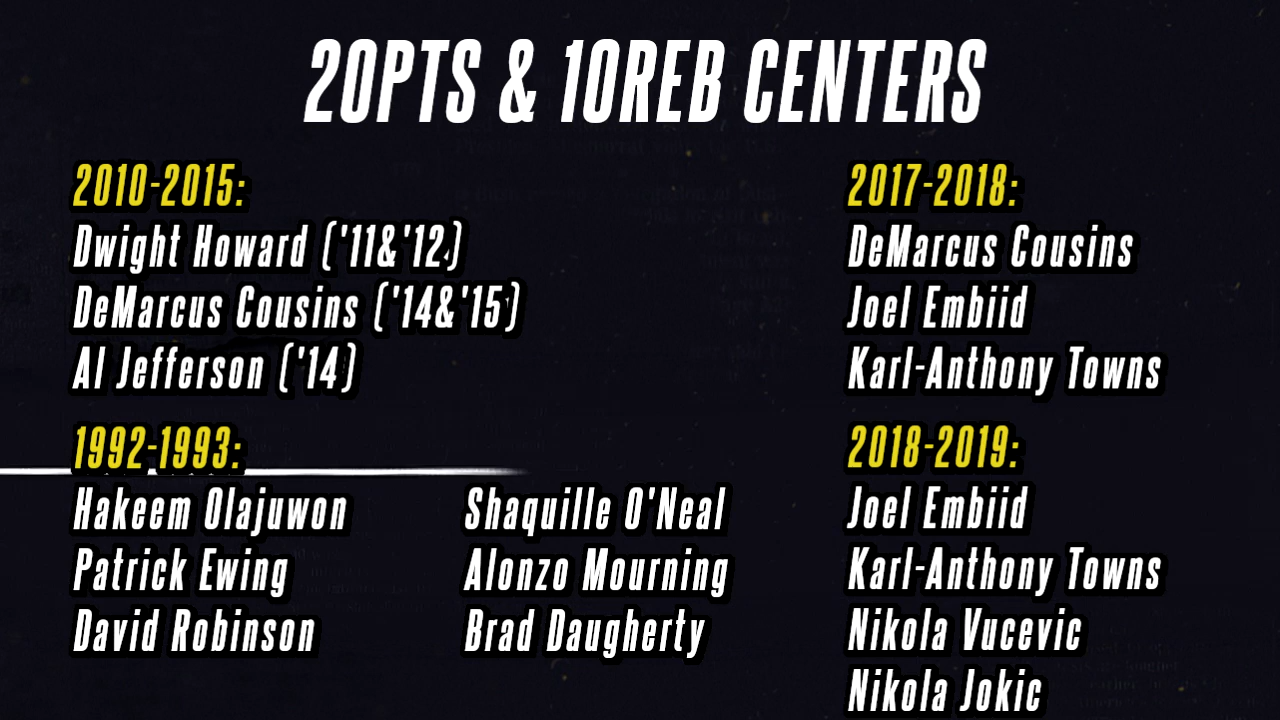 20PTS & 10REB CENTERS
2010-2015:
Dwight Howard ('11&'12)
DeMarcus Cousins ('14&'15)
Al Jefferson ('14)
1992-1993:
Hakeem Olajuwon
Patrick Ewing
David Robinson
Shaquille O'Neal
Alonzo Mourning
Brad Daugherty
2017-2018:
DeMarcus Cousins
Joel Embiid
Karl-Anthony Towns
2018-2019:
Joel Embiid
Karl-Anthony Towns
Nikola Vucevic
Nikola Jokic